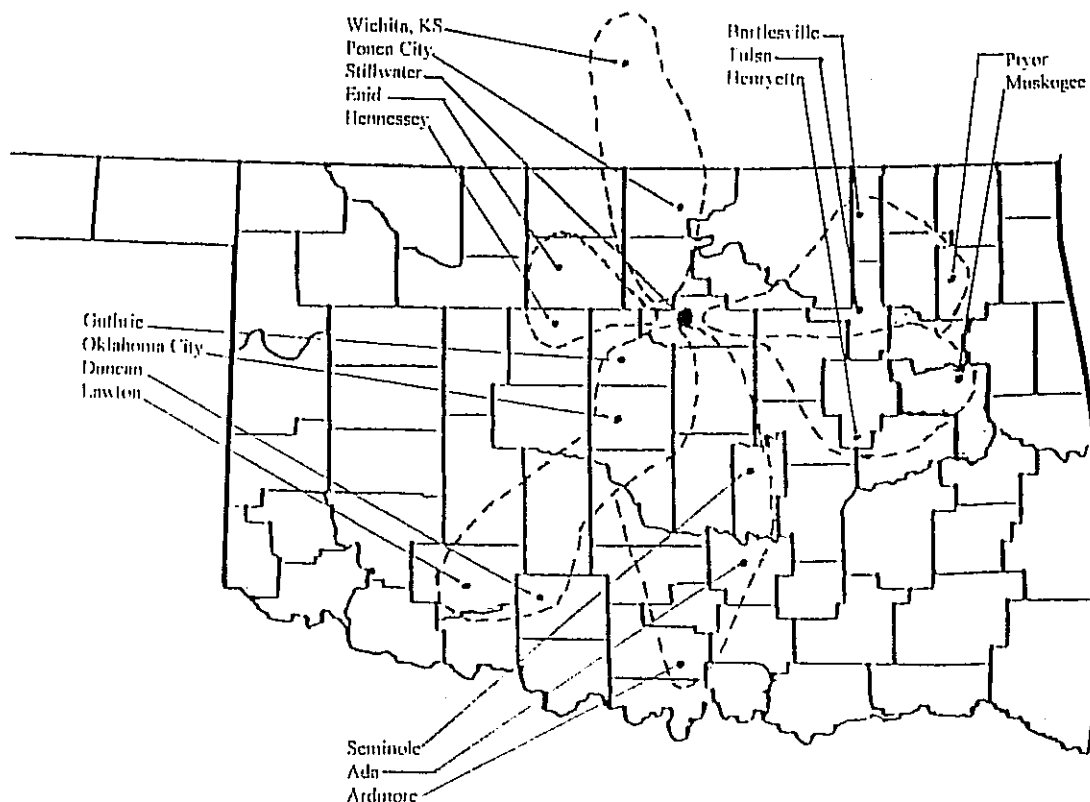 Wichita, KS
Ponca City
Stillwater
Enid
Hennessey
Bartlesville
Tulsa
Henryetta
Pryor
Muskogee
Guthrie
Oklahoma City
Duncan
Lawton
Seminole
Ada
Ardmore